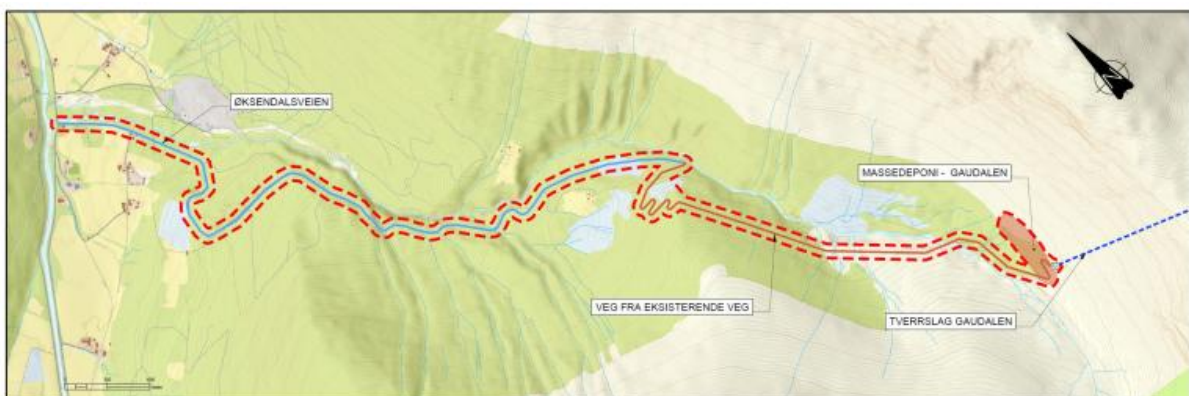 ØKSENDALSVEIEN
MASSEDEPONI - GAUDALEN
VEG FRA EKSISTERENDE VEG
TVERRSLAG GAUDALEN